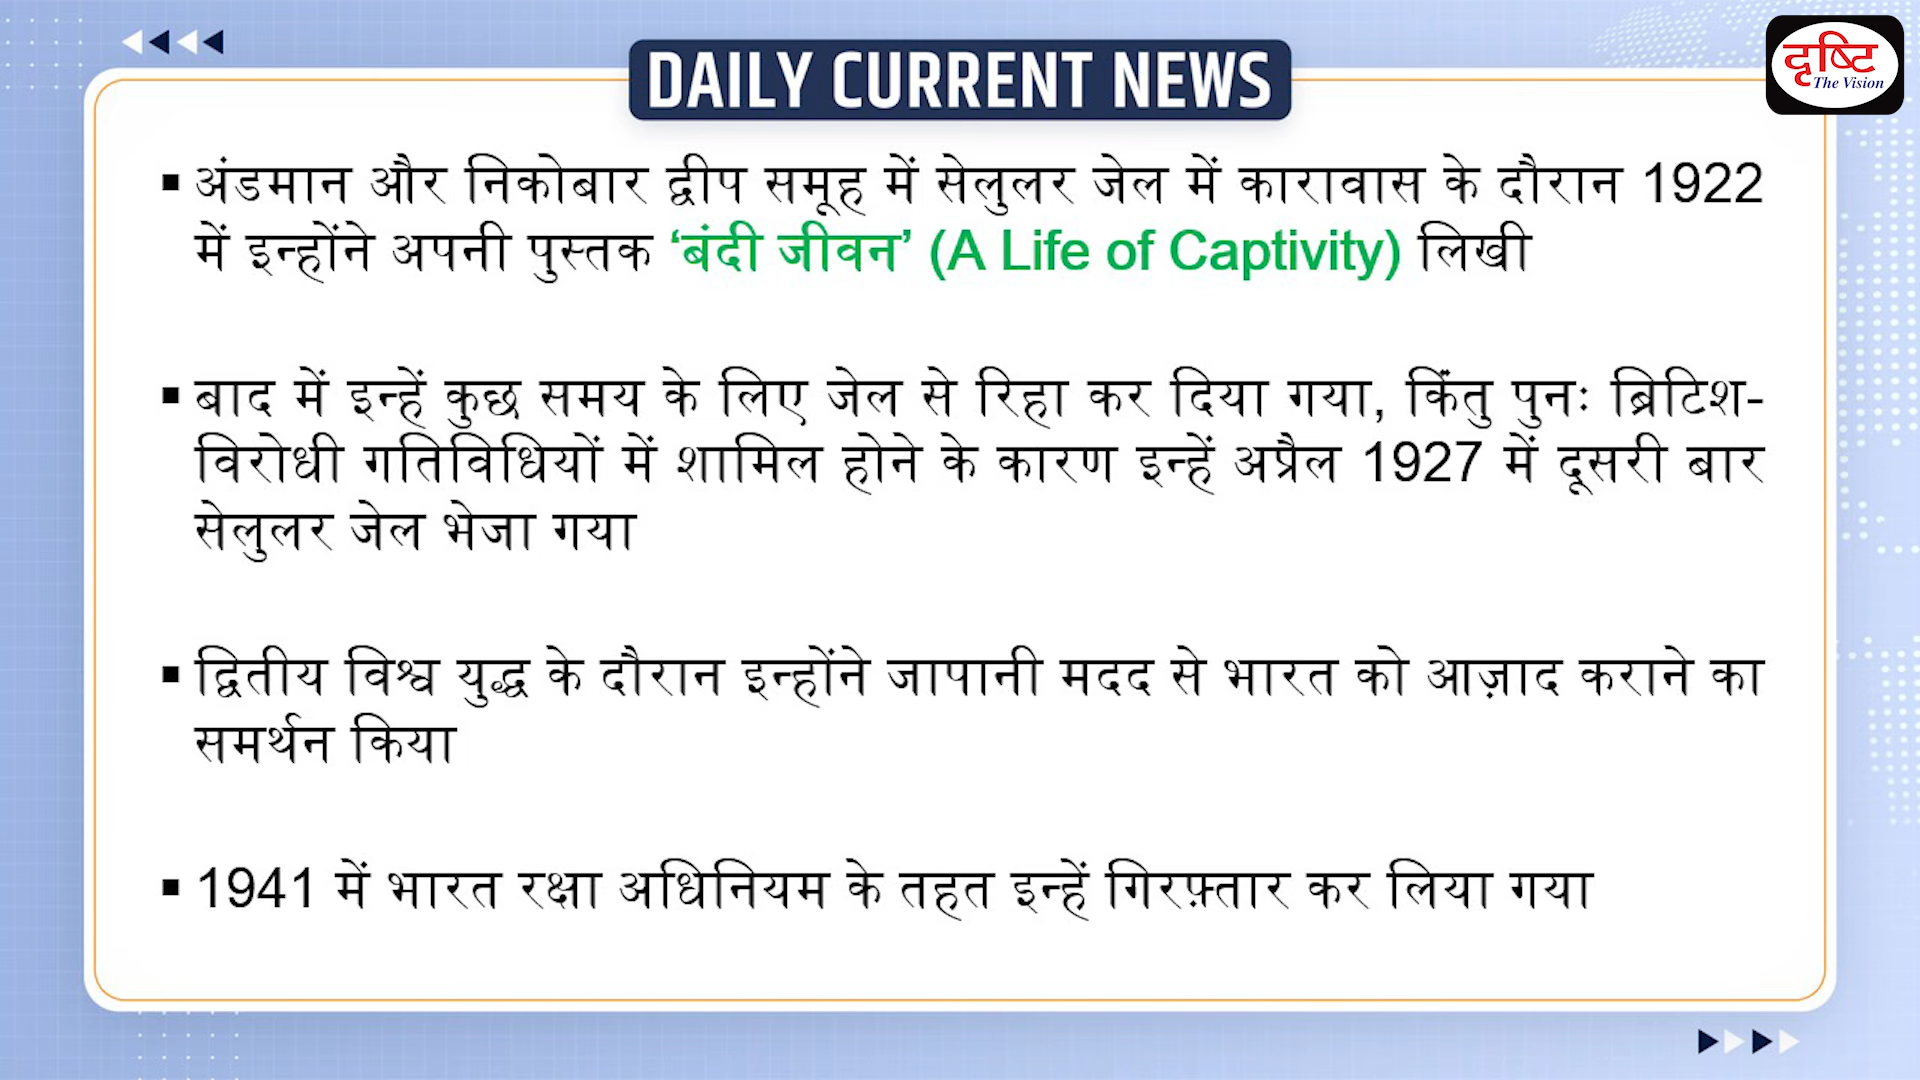 DAILY CURRENT NEWS
दृष्टि
The Vision
▪ अंडमान और निकोबार द्वीप समूह में सेलुलर जेल में कारावास के दौरान 1922
में इन्होंने अपनी पुस्तक ‘बंदी जीवन’ (A Life of Captivity) लिखी
▪ बाद में इन्हें कुछ समय के लिए जेल से रिहा कर दिया गया, किंतु पुनः ब्रिटिश-
विरोधी गतिविधियों में शामिल होने के कारण इन्हें अप्रैल 1927 में दूसरी बार
सेलुलर जेल भेजा गया
▪ द्वितीय विश्व युद्ध के दौरान इन्होंने जापानी मदद से भारत को आज़ाद कराने का
समर्थन किया
▪ 1941 में भारत रक्षा अधिनियम के तहत इन्हें गिरफ़्तार कर लिया गया